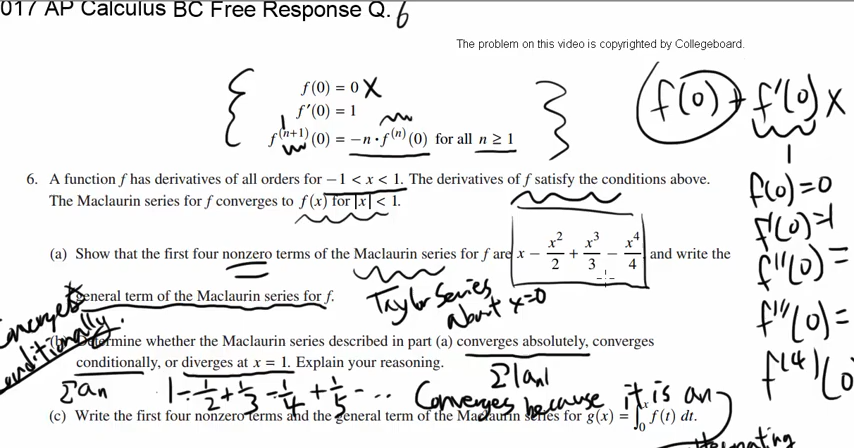 017 AP Calculus BC Free Response Q. 6
The problem on this video is copyrighted by Collegeboard.
f(0) = 0 x
f′(0) = 1
f^(n+1)(0) = −n · f^(n)(0) for all n ≥ 1
f(0) + f′(0) x
1
6. A function f has derivatives of all orders for −1 < x < 1. The derivatives of f satisfy the conditions above.
The Maclaurin series for f converges to f(x) for |x| < 1.
f(0)=0
f'(0)=1
f''(0)=
f'''(0)=
f^(4)(0
(a) Show that the first four nonzero terms of the Maclaurin series for f are x − x²/2 + x³/3 − x⁴/4, and write the
general term of the Maclaurin series for f.
Taylor Series
about x=0
Converges
conditionally.
(b) Determine whether the Maclaurin series described in part (a) converges absolutely, converges
conditionally, or diverges at x = 1. Explain your reasoning.
Σan 1 − 1/2 + 1/3 − 1/4 + 1/5 − ... Σ|an|
Converges because it is an
(c) Write the first four nonzero terms and the general term of the Maclaurin series for g(x) = ∫₀ˣ f(t) dt.